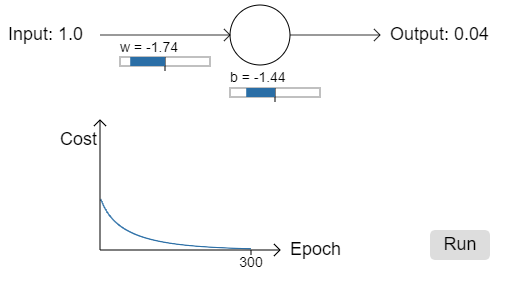 Input: 1.0
Output: 0.04
w = -1.74
b = -1.44
Cost
Epoch
300
Run